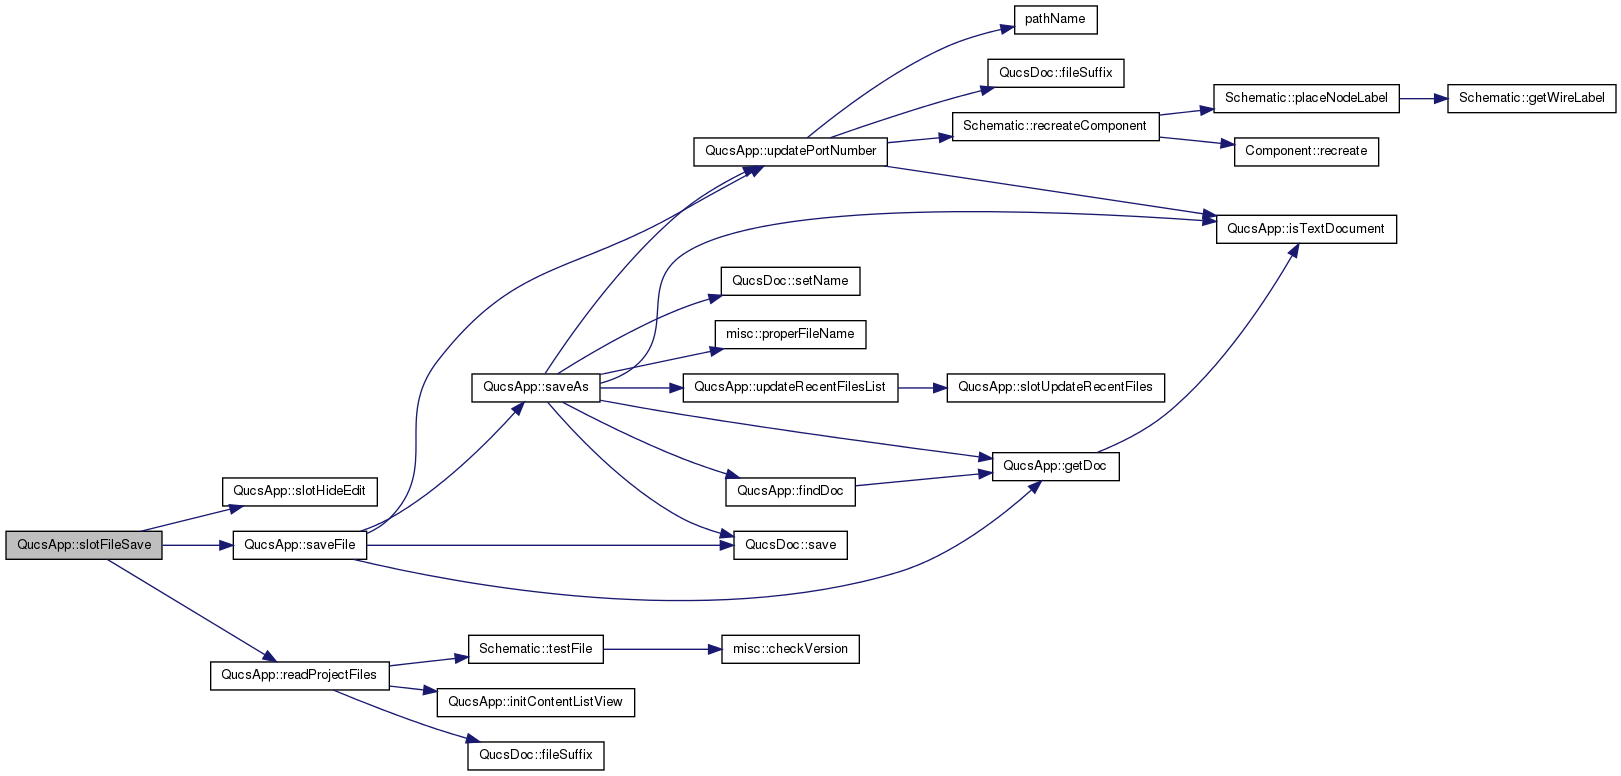 pathName
QucsDoc::fileSuffix
Schematic::placeNodeLabel
Schematic::getWireLabel
Schematic::recreateComponent
QucsApp::updatePortNumber
Component::recreate
QucsApp::isTextDocument
QucsDoc::setName
misc::properFileName
QucsApp::saveAs
QucsApp::updateRecentFilesList
QucsApp::slotUpdateRecentFiles
QucsApp::getDoc
QucsApp::slotHideEdit
QucsApp::findDoc
QucsApp::slotFileSave
QucsApp::saveFile
QucsDoc::save
Schematic::testFile
misc::checkVersion
QucsApp::readProjectFiles
QucsApp::initContentListView
QucsDoc::fileSuffix